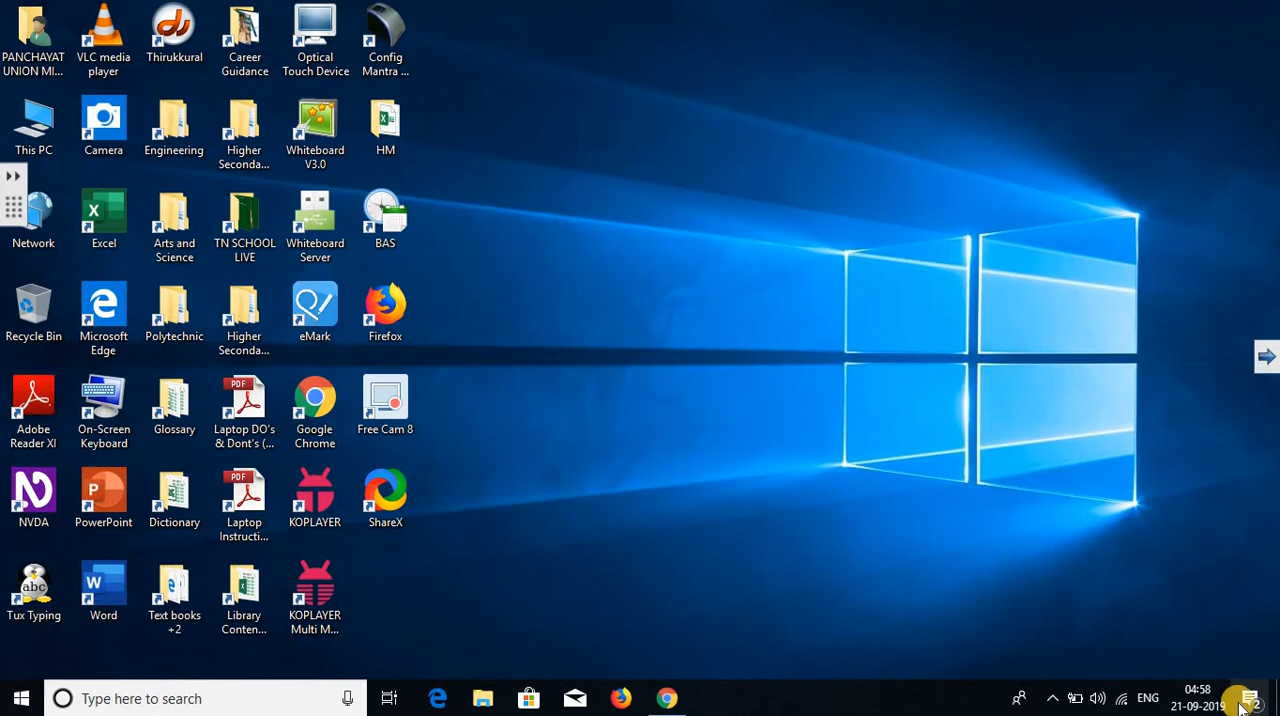 PANCHAYAT
UNION MI...
VLC media
player
Thirukkural
Career
Guidance
Optical
Touch Device
Config
Mantra ...
This PC
Camera
Engineering
Higher
Seconda...
Whiteboard
V3.0
HM
Network
Excel
Arts and
Science
TN SCHOOL
LIVE
Whiteboard
Server
BAS
Recycle Bin
Microsoft
Edge
Polytechnic
Higher
Seconda...
eMark
Firefox
Adobe
Reader XI
On-Screen
Keyboard
Glossary
PDF
Laptop DO's
& Dont's (...
Google
Chrome
Free Cam 8
NVDA
PowerPoint
Dictionary
PDF
Laptop
Instructi...
KOPLAYER
ShareX
abc
Tux Typing
Word
Text books
+2
Library
Conten...
KOPLAYER
Multi M...
Type here to search
ENG
04:58
21-09-2019
2